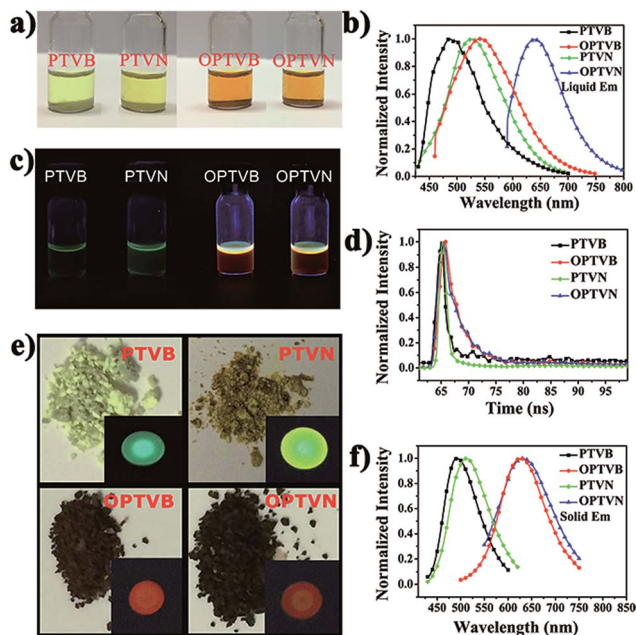 a)
PTVB PTVN OPTVB OPTVN
b)
Normalized Intensity
1.0
0.8
0.6
0.4
0.2
0.0
450 500 550 600 650 700 750 800
Wavelength (nm)
PTVB
OPTVB
PTVN
OPTVN
Liquid Em
c)
PTVB PTVN OPTVB OPTVN
d)
Normalized Intensity
1.0
0.8
0.6
0.4
0.2
0.0
65 70 75 80 85 90 95
Time (ns)
PTVB
OPTVB
PTVN
OPTVN
e)
PTVB PTVN
OPTVB OPTVN
f)
Normalized Intensity
1.0
0.8
0.6
0.4
0.2
0.0
450 500 550 600 650 700 750 800
Wavelength (nm)
PTVB
OPTVB
PTVN
OPTVN
Solid Em